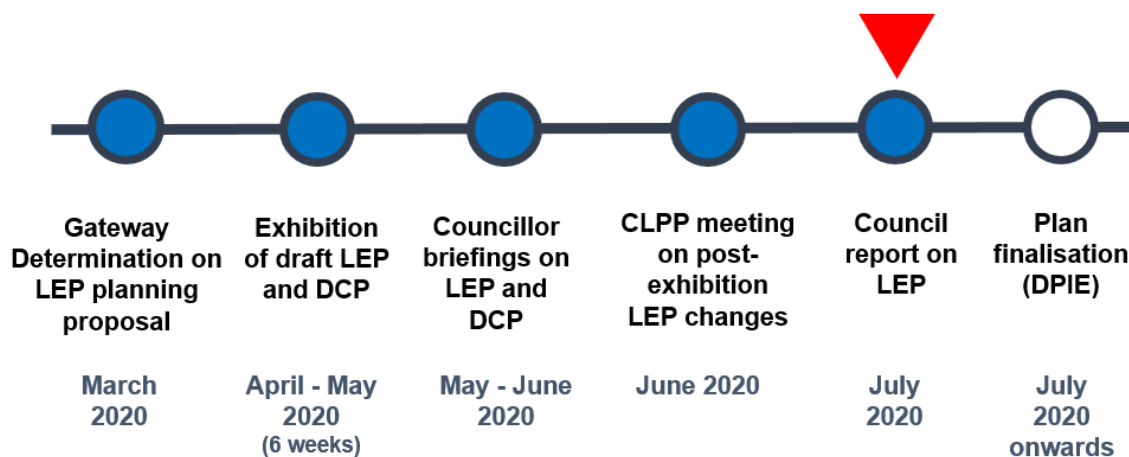 Gateway
Determination on
LEP planning
proposal
March
2020
Exhibition
of draft LEP
and DCP
April - May
2020
(6 weeks)
Councillor
briefings on
LEP and
DCP
May - June
2020
CLPP meeting
on post-
exhibition
LEP changes
June 2020
Council
report on
LEP
July
2020
Plan
finalisation
(DPIE)
July
2020
onwards